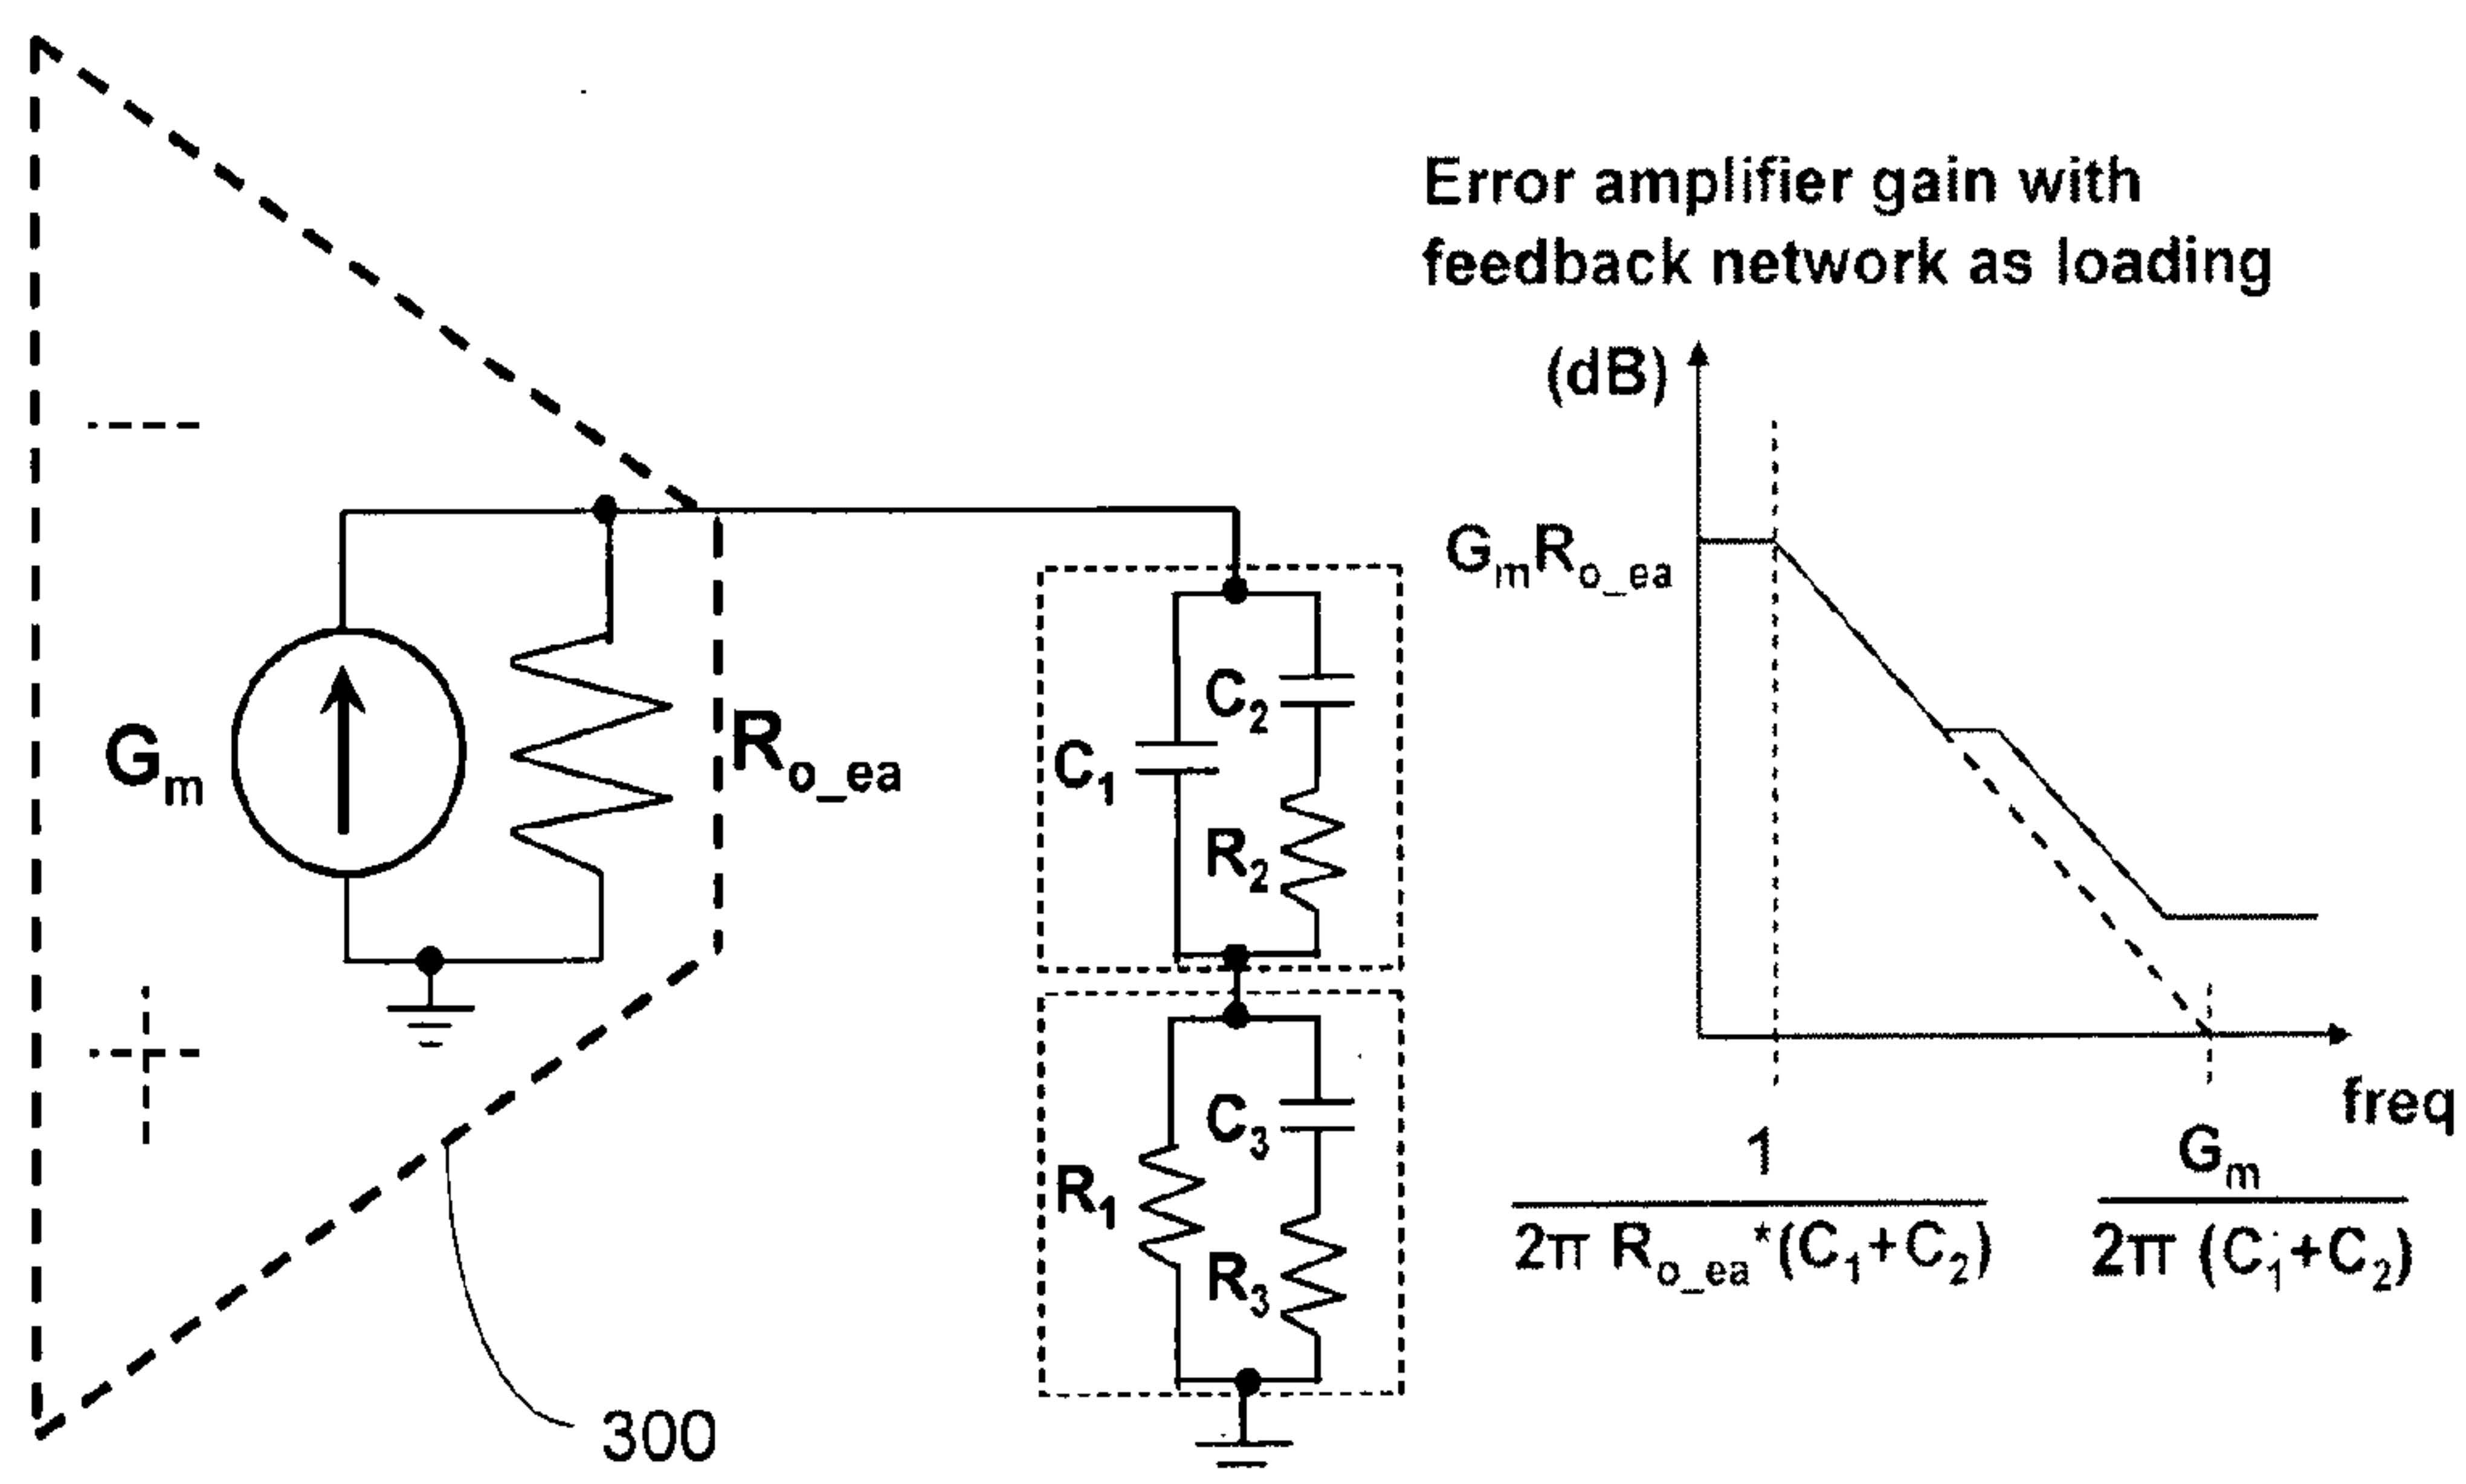 Error amplifier gain with
feedback network as loading
(dB)
GmRo_ea
Gm
Ro_ea
C1
C2
R2
R1
C3
R3
freq
1
2π Ro_ea*(C1+C2)
Gm
2π (C1+C2)
300